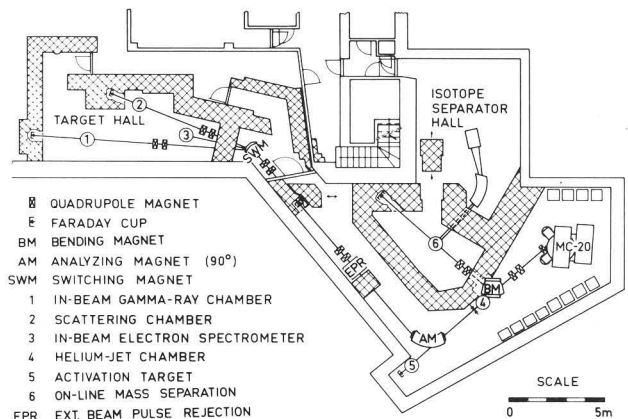 TARGET HALL
1
2
3
SWM
ISOTOPE
SEPARATOR
HALL
6
MC-20
BM
4
EPR
AM
5
QUADRUPOLE MAGNET
FARADAY CUP
BM BENDING MAGNET
AM ANALYZING MAGNET (90°)
SWM SWITCHING MAGNET
1 IN-BEAM GAMMA-RAY CHAMBER
2 SCATTERING CHAMBER
3 IN-BEAM ELECTRON SPECTROMETER
4 HELIUM-JET CHAMBER
5 ACTIVATION TARGET
6 ON-LINE MASS SEPARATION
EPR EXT. BEAM PULSE REJECTION
SCALE
0 5m